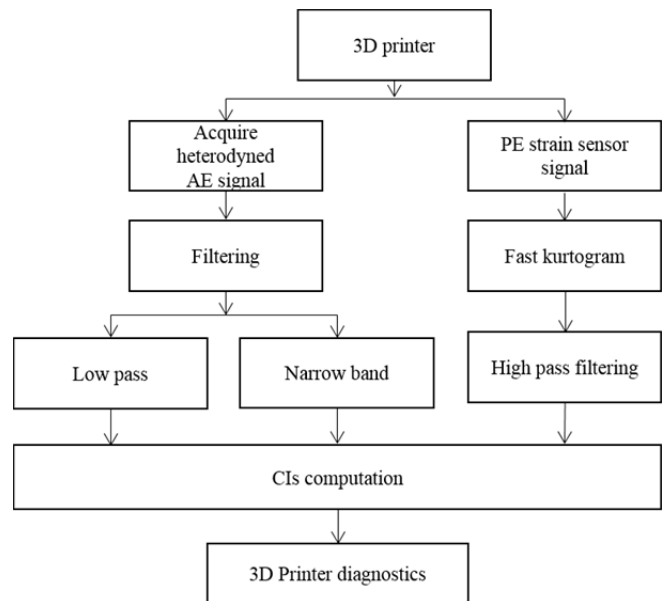 3D printer
Acquire
heterodyned
AE signal
PE strain sensor
signal
Filtering
Fast kurtogram
Low pass
Narrow band
High pass filtering
CIs computation
3D Printer diagnostics